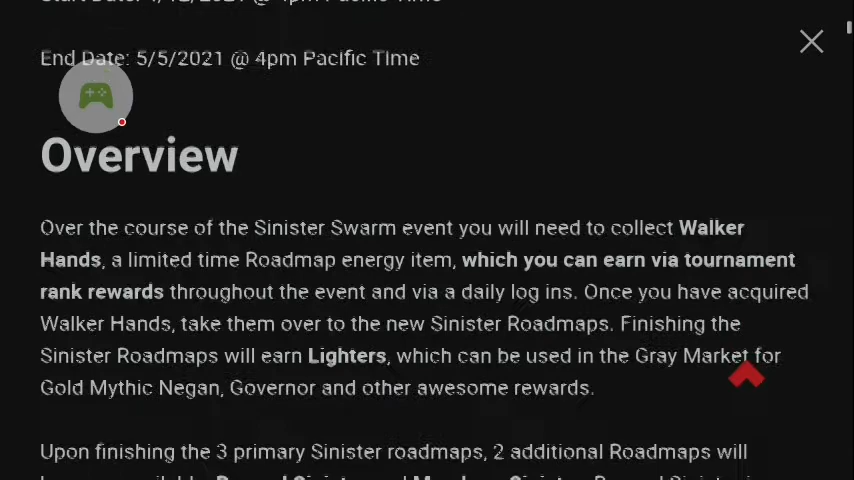 End Date: 5/5/2021 @ 4pm Pacific Time
Overview
Over the course of the Sinister Swarm event you will need to collect Walker
Hands, a limited time Roadmap energy item, which you can earn via tournament
rank rewards throughout the event and via a daily log ins. Once you have acquired
Walker Hands, take them over to the new Sinister Roadmaps. Finishing the
Sinister Roadmaps will earn Lighters, which can be used in the Gray Market for
Gold Mythic Negan, Governor and other awesome rewards.
Upon finishing the 3 primary Sinister roadmaps, 2 additional Roadmaps will